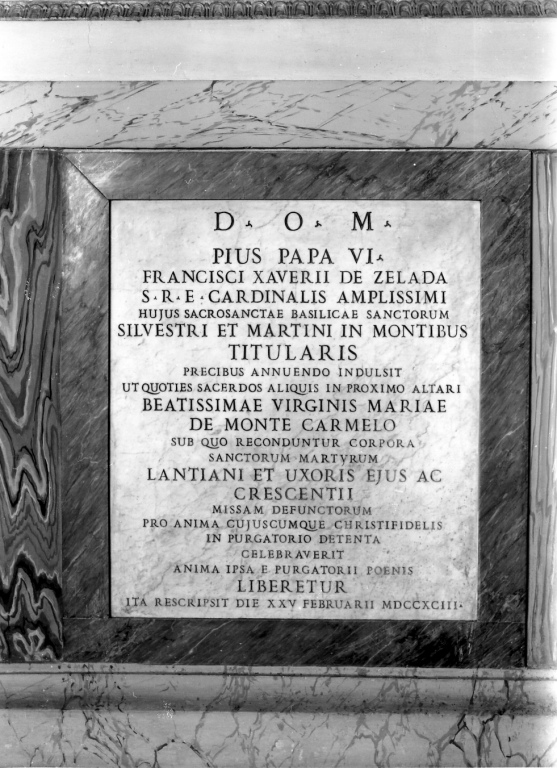 D · O · M ·
PIUS PAPA VI·
FRANCISCI XAVERII DE ZELADA
S·R·E·CARDINALIS AMPLISSIMI
HUJUS SACROSANCTAE BASILICAE SANCTORUM
SILVESTRI ET MARTINI IN MONTIBUS
TITULARIS
PRECIBUS ANNUENDO INDULSIT
UT QUOTIES SACERDOS ALIQUIS IN PROXIMO ALTARI
BEATISSIMAE VIRGINIS MARIAE
DE MONTE CARMELO
SUB QUO RECONDUNTUR CORPORA
SANCTORUM MARTYRUM
LANTIANI ET UXORIS EJUS AC
CRESCENTII
MISSAM DEFUNCTORUM
PRO ANIMA CUJUSCUMQUE CHRISTIFIDELIS
IN PURGATORIO DETENTA
CELEBRAVERIT
ANIMA IPSA E PURGATORII POENIS
LIBERETUR
ITA RESCRIPSIT DIE XXV FEBRUARII MDCCXCIII·